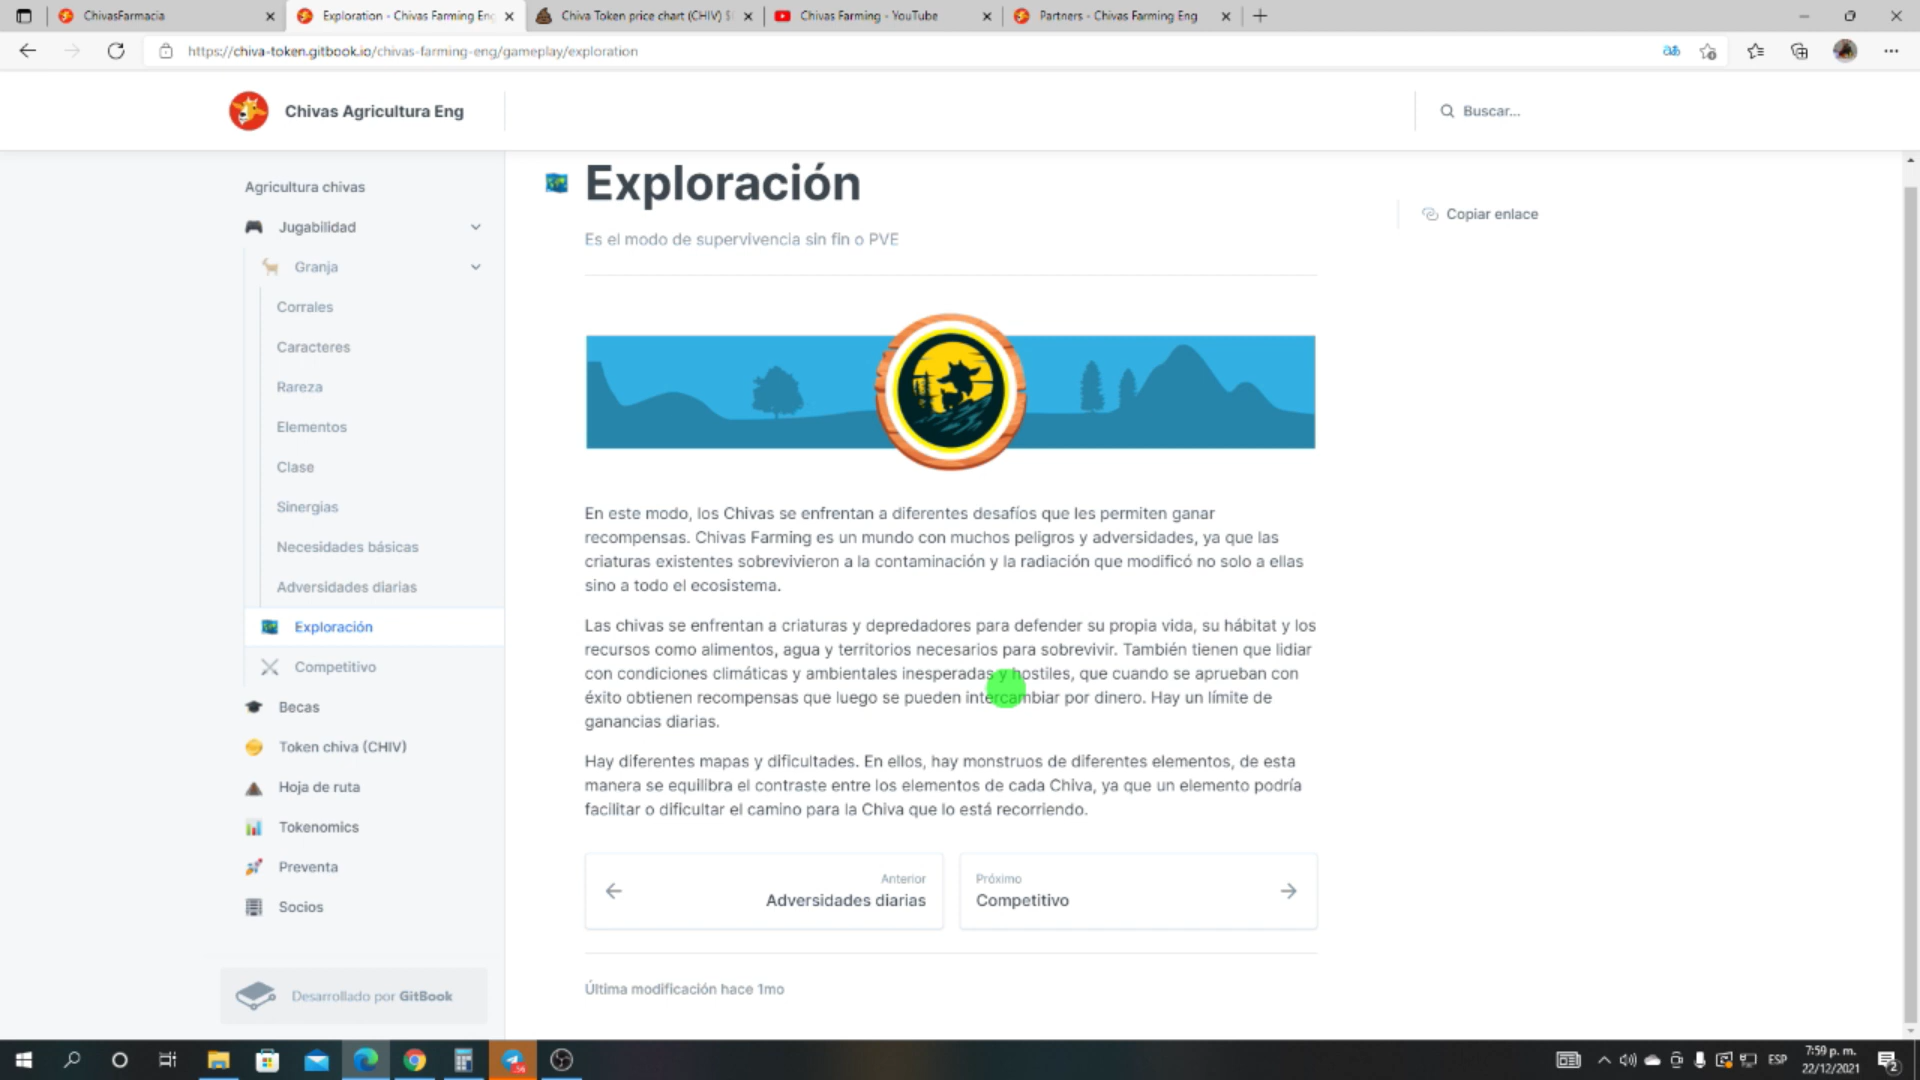 ChivasFarmacia
Exploration - Chivas Farming Eng
Chiva Token price chart (CHIV) $
Chivas Farming - YouTube
Partners - Chivas Farming Eng
https://chiva-token.gitbook.io/chivas-farming-eng/gameplay/exploration
Chivas Agricultura Eng
Buscar...
Agricultura chivas
Jugabilidad
Granja
Corrales
Caracteres
Rareza
Elementos
Clase
Sinergias
Necesidades básicas
Adversidades diarias
Exploración
Competitivo
Becas
Token chiva (CHIV)
Hoja de ruta
Tokenomics
Preventa
Socios
Desarrollado por GitBook
Exploración
Es el modo de supervivencia sin fin o PVE
Copiar enlace
En este modo, los Chivas se enfrentan a diferentes desafíos que les permiten ganar
recompensas. Chivas Farming es un mundo con muchos peligros y adversidades, ya que las
criaturas existentes sobrevivieron a la contaminación y la radiación que modificó no solo a ellas
sino a todo el ecosistema.
Las chivas se enfrentan a criaturas y depredadores para defender su propia vida, su hábitat y los
recursos como alimentos, agua y territorios necesarios para sobrevivir. También tienen que lidiar
con condiciones climáticas y ambientales inesperadas y hostiles, que cuando se aprueban con
éxito obtienen recompensas que luego se pueden intercambiar por dinero. Hay un límite de
ganancias diarias.
Hay diferentes mapas y dificultades. En ellos, hay monstruos de diferentes elementos, de esta
manera se equilibra el contraste entre los elementos de cada Chiva, ya que un elemento podría
facilitar o dificultar el camino para la Chiva que lo está recorriendo.
Anterior
Adversidades diarias
Próximo
Competitivo
Última modificación hace 1mo
ESP
7:59 p. m.
22/12/2021